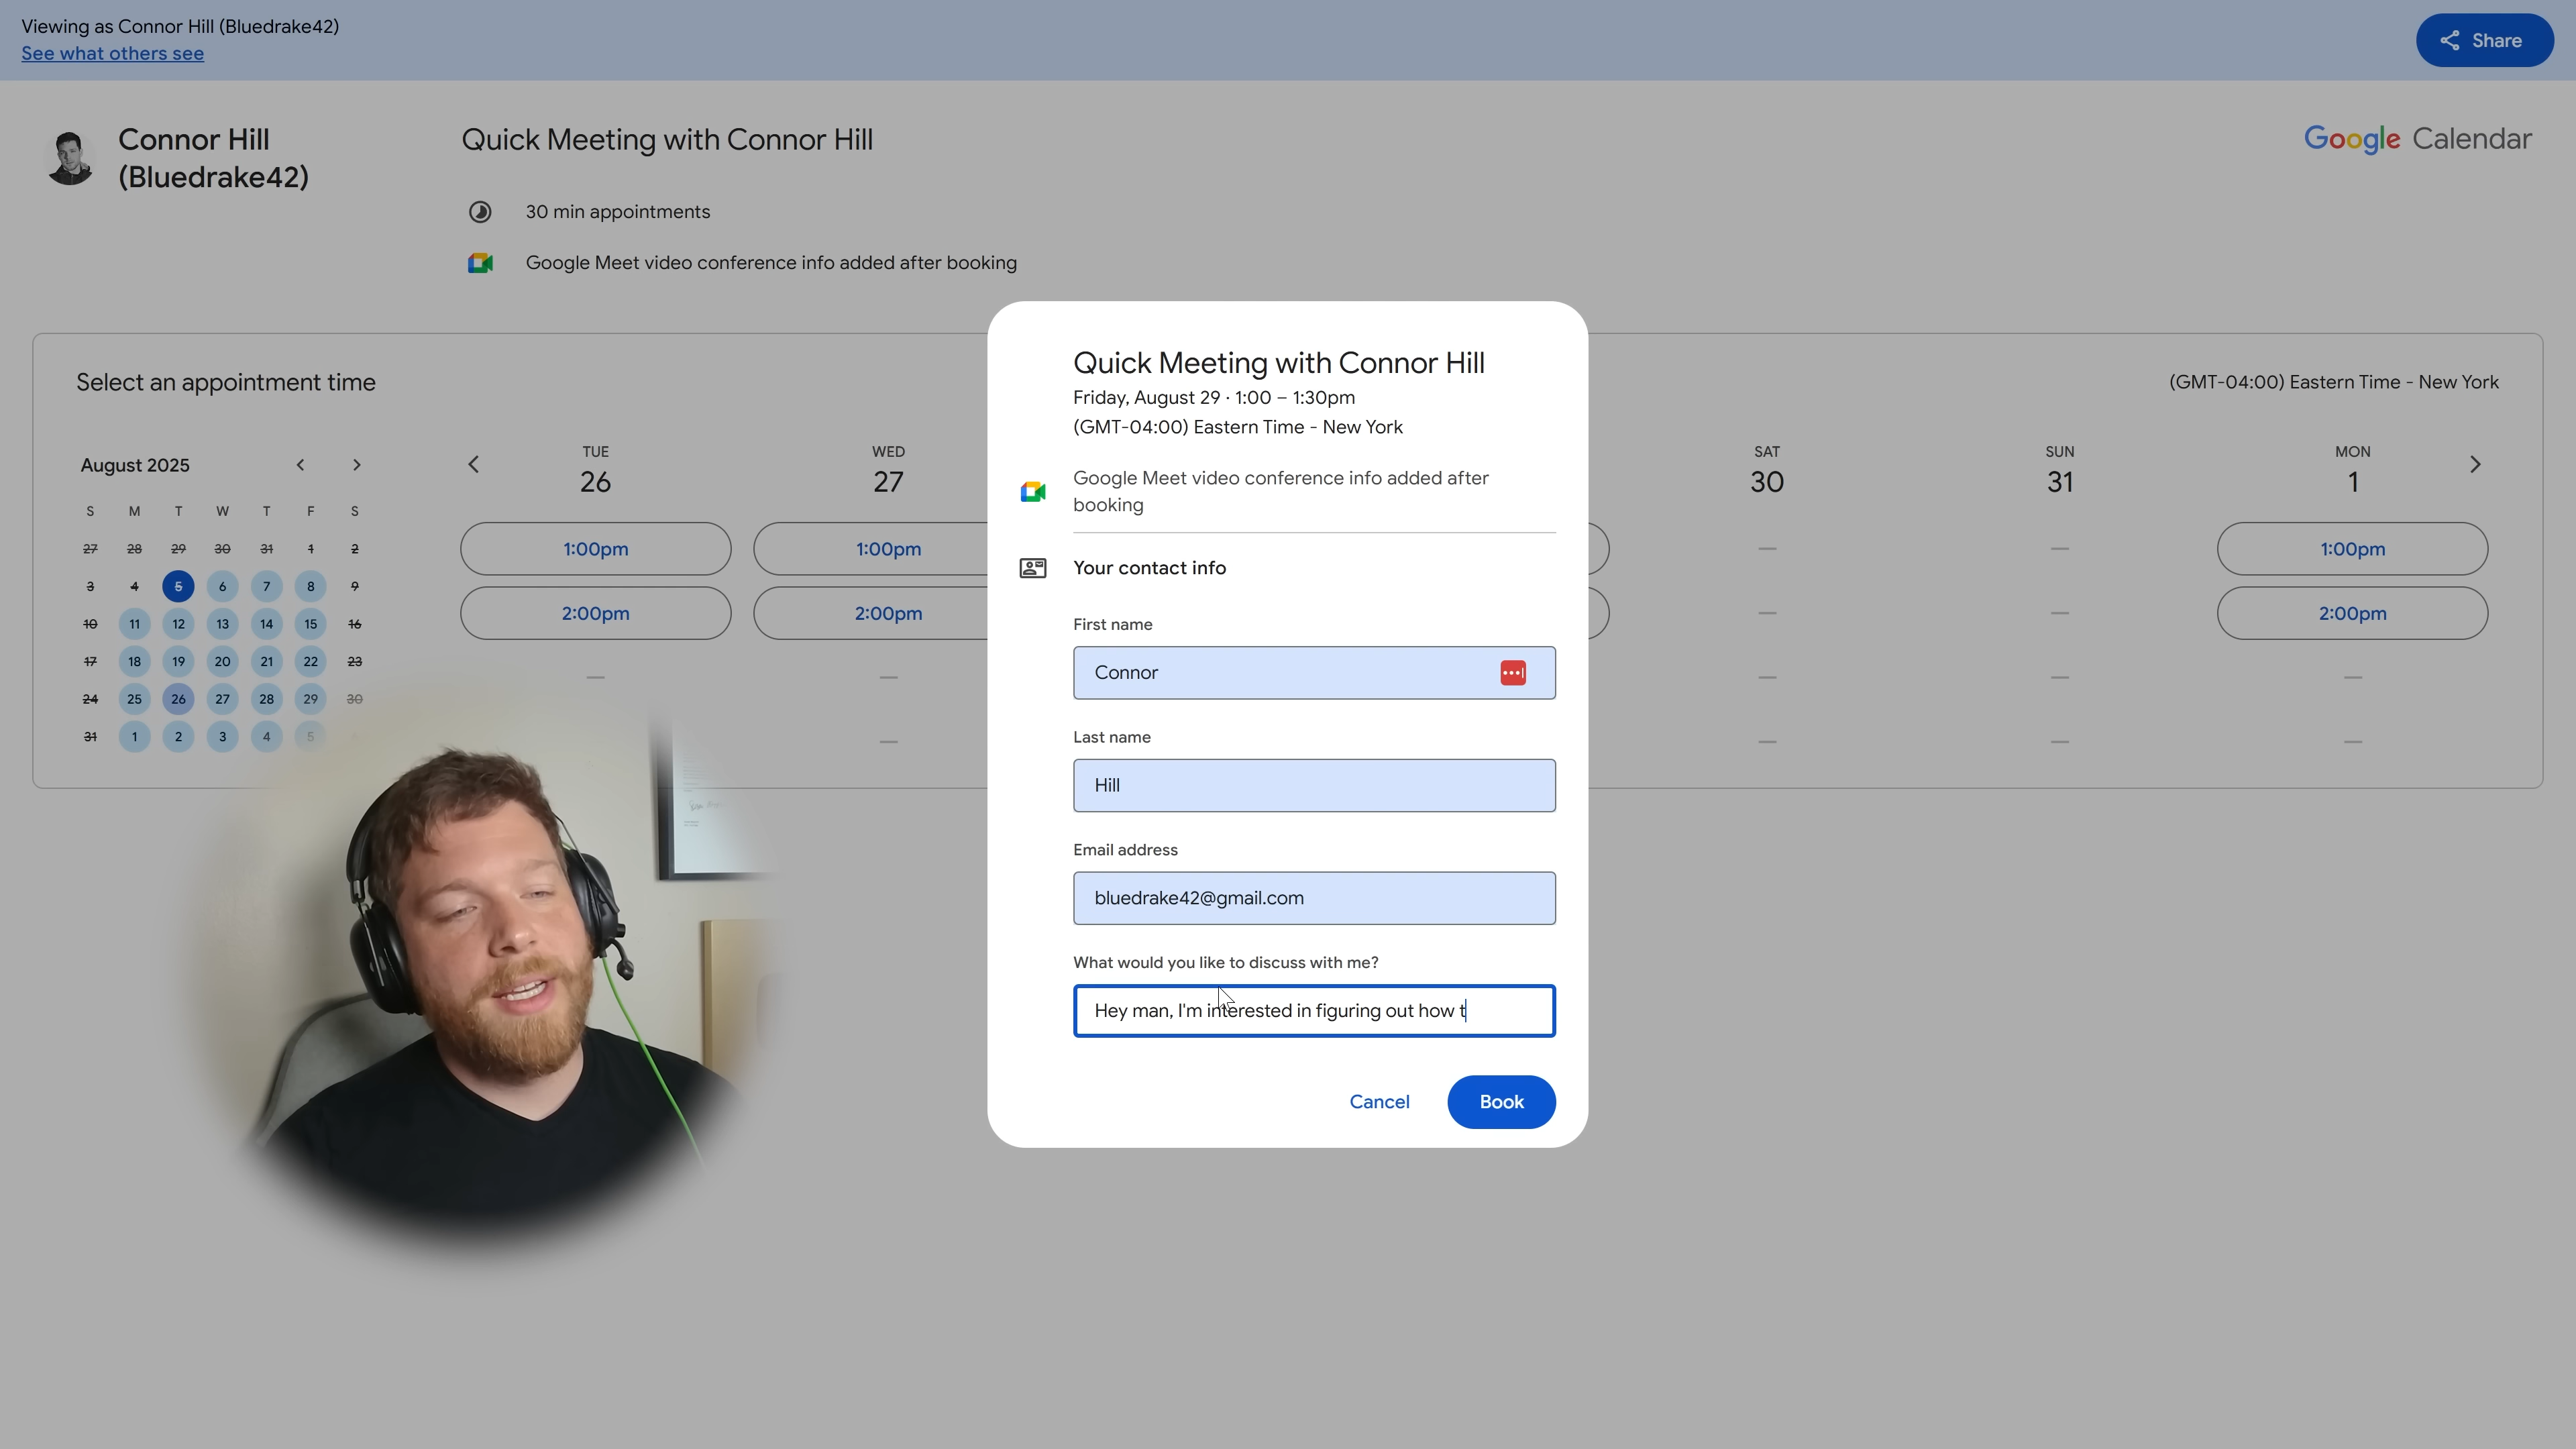 Viewing as Connor Hill (Bluedrake42)
See what others see
Share
Connor Hill
(Bluedrake42)
Quick Meeting with Connor Hill
30 min appointments
Google Meet video conference info added after booking
Google Calendar
Select an appointment time
(GMT-04:00) Eastern Time - New York
August 2025
S M T W T F S
27 28 29 30 31 1 2
3 4 5 6 7 8 9
10 11 12 13 14 15 16
17 18 19 20 21 22 23
24 25 26 27 28 29 30
31 1 2 3 4 5
TUE
26
1:00pm
2:00pm
—
WED
27
1:00pm
2:00pm
—
—
Quick Meeting with Connor Hill
Friday, August 29 · 1:00 – 1:30pm
(GMT-04:00) Eastern Time - New York
Google Meet video conference info added after
booking
Your contact info
First name
Connor
Last name
Hill
Email address
bluedrake42@gmail.com
What would you like to discuss with me?
Hey man, I'm interested in figuring out how t
Cancel
Book
SAT
30
—
—
—
—
SUN
31
—
—
—
—
MON
1
1:00pm
2:00pm
—
—